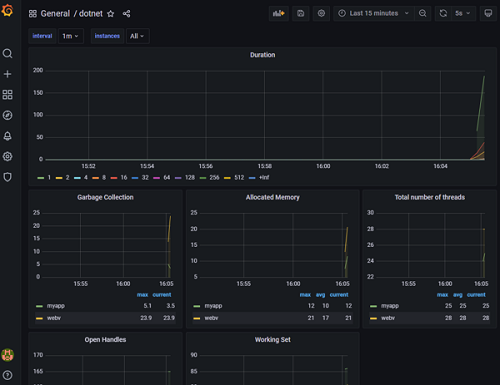 General / dotnet
Last 15 minutes
5s
interval 1m instances All
Duration
200
150
100
50
0
15:52 15:54 15:56 15:58 16:00 16:02 16:04
1 2 4 8 16 32 64 128 256 512 +Inf
Garbage Collection
25
20
15
10
5
0
15:55 16:00 16:05
max current
myapp 5.1 3.5
webv 23.9 23.9
Allocated Memory
25
20
15
10
5
0
15:55 16:00 16:05
max avg current
myapp 12 10 12
webv 21 17 21
Total number of threads
30
28
26
24
22
15:55 16:00 16:05
max avg current
myapp 25 25 25
webv 28 28 28
Open Handles
170
165
Working Set
90
85